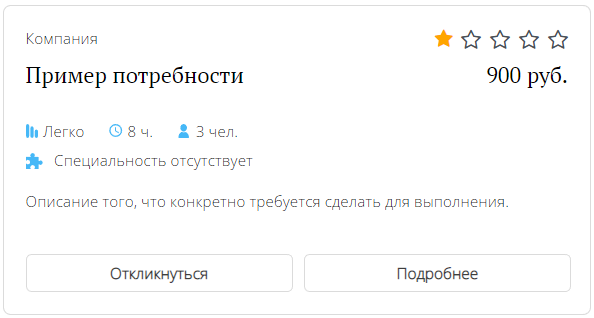 Компания
Пример потребности 900 руб.
Легко 8 ч. 3 чел.
Специальность отсутствует
Описание того, что конкретно требуется сделать для выполнения.
Откликнуться Подробнее